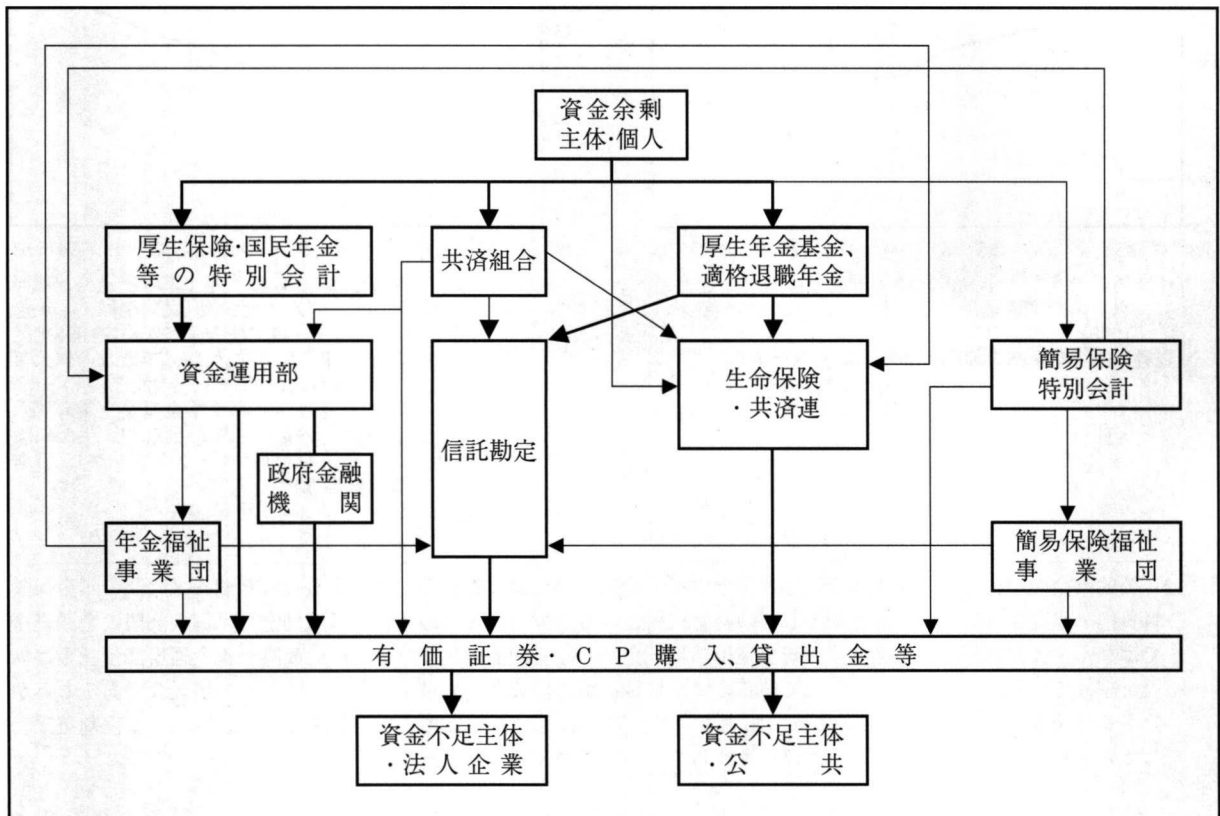 資金余剰
主体・個人
厚生保険・国民年金
等の特別会計
共済組合
厚生年金基金、
適格退職年金
資金運用部
信託勘定
生命保険
・共済連
簡易保険
特別会計
政府金融
機関
年金福祉
事業団
簡易保険福祉
事業団
有価証券・CP購入、貸出金等
資金不足主体
・法人企業
資金不足主体
・公共